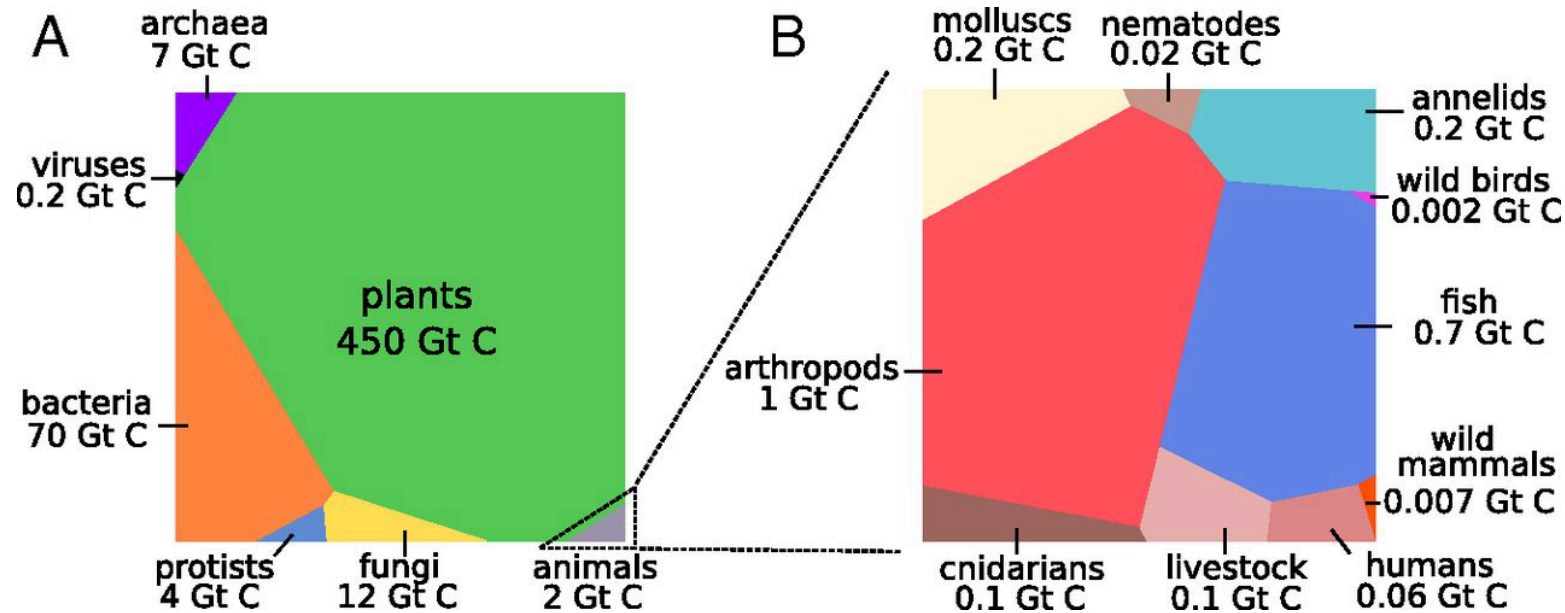 A
archaea
7 Gt C
viruses
0.2 Gt C
plants
450 Gt C
bacteria
70 Gt C
protists
4 Gt C
fungi
12 Gt C
animals
2 Gt C
B
molluscs
0.2 Gt C
nematodes
0.02 Gt C
annelids
0.2 Gt C
wild birds
0.002 Gt C
fish
0.7 Gt C
arthropods
1 Gt C
wild
mammals
0.007 Gt C
cnidarians
0.1 Gt C
livestock
0.1 Gt C
humans
0.06 Gt C